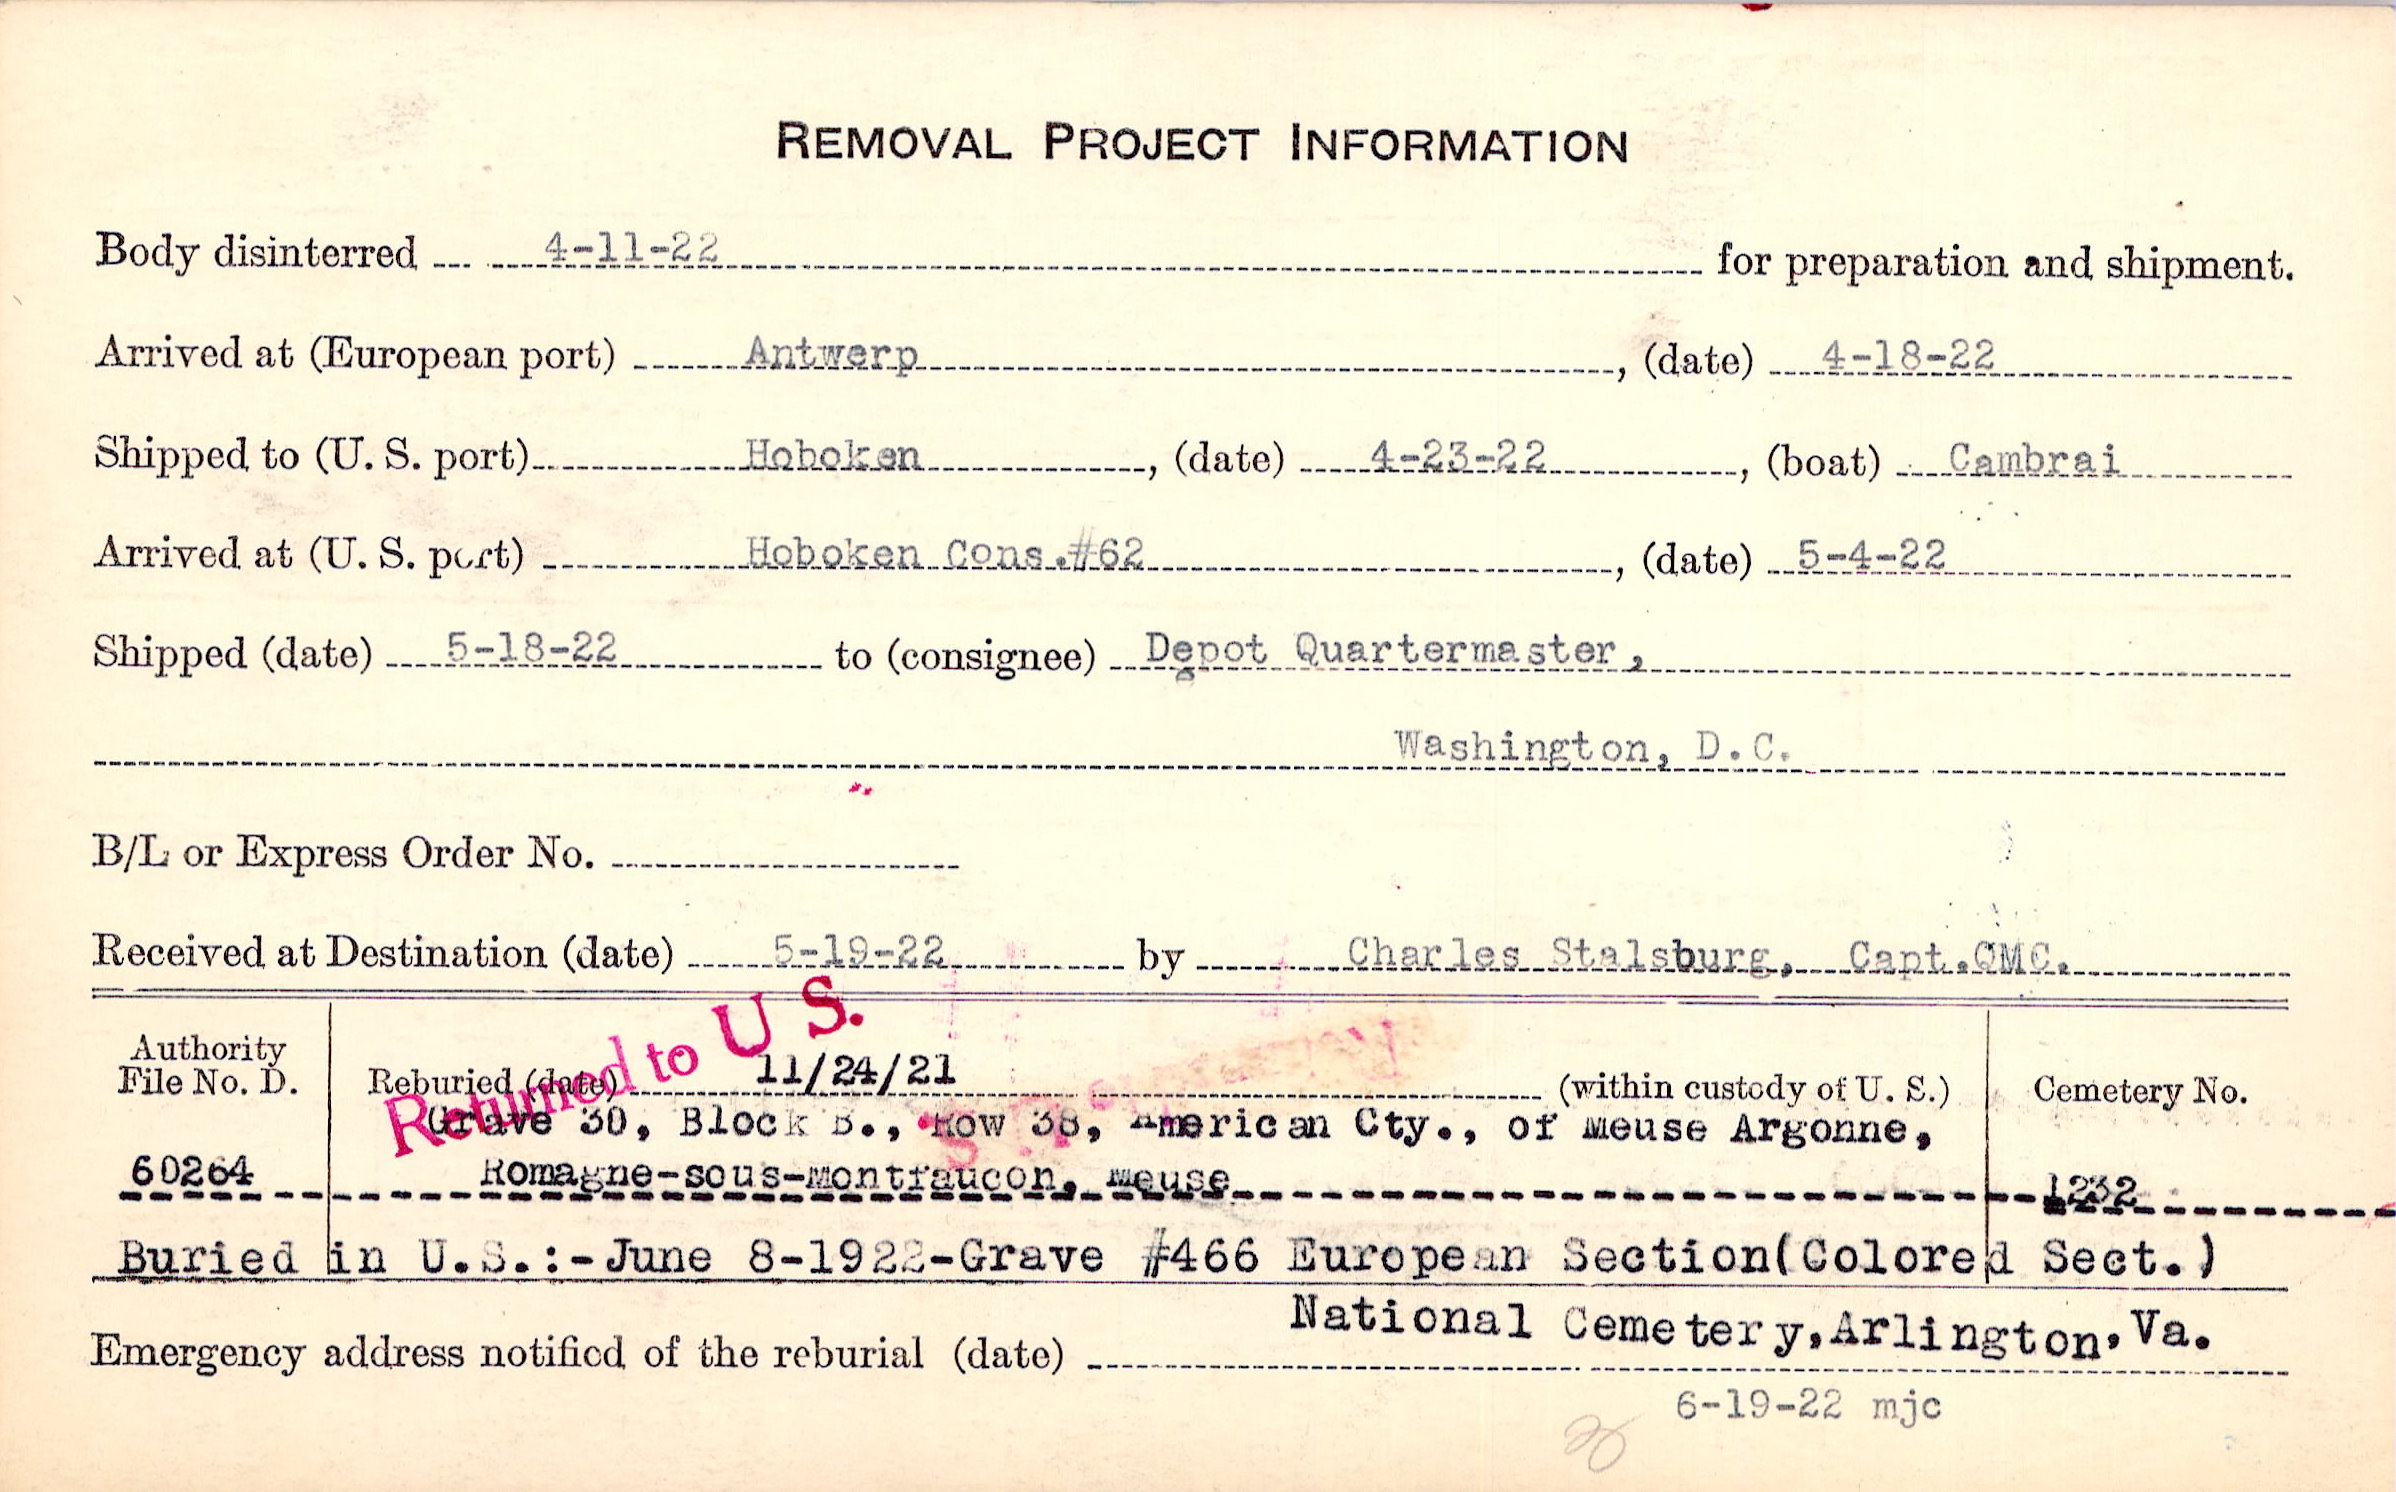 REMOVAL PROJECT INFORMATION
Body disinterred 4-11-22 for preparation and shipment.
Arrived at (European port) Antwerp, (date) 4-18-22
Shipped to (U. S. port) Hoboken, (date) 4-23-22, (boat) Cambrai
Arrived at (U. S. port) Hoboken Cons.#62, (date) 5-4-22
Shipped (date) 5-18-22 to (consignee) Depot Quartermaster,
Washington, D.C.
B/L or Express Order No.
Received at Destination (date) 5-19-22 by Charles Stalsburg, Capt.QMC.
Returned to U S.
Authority
File No. D. Reburied (date) 11/24/21 (within custody of U. S.) Cemetery No.
Grave 30, Block B., Row 38, American Cty., of Meuse Argonne,
60264 Romagne-sous-Montfaucon, Meuse 1232
Buried in U.S.:-June 8-1922-Grave #466 European Section(Colored Sect.)
National Cemetery,Arlington,Va.
Emergency address notified of the reburial (date)
6-19-22 mjc